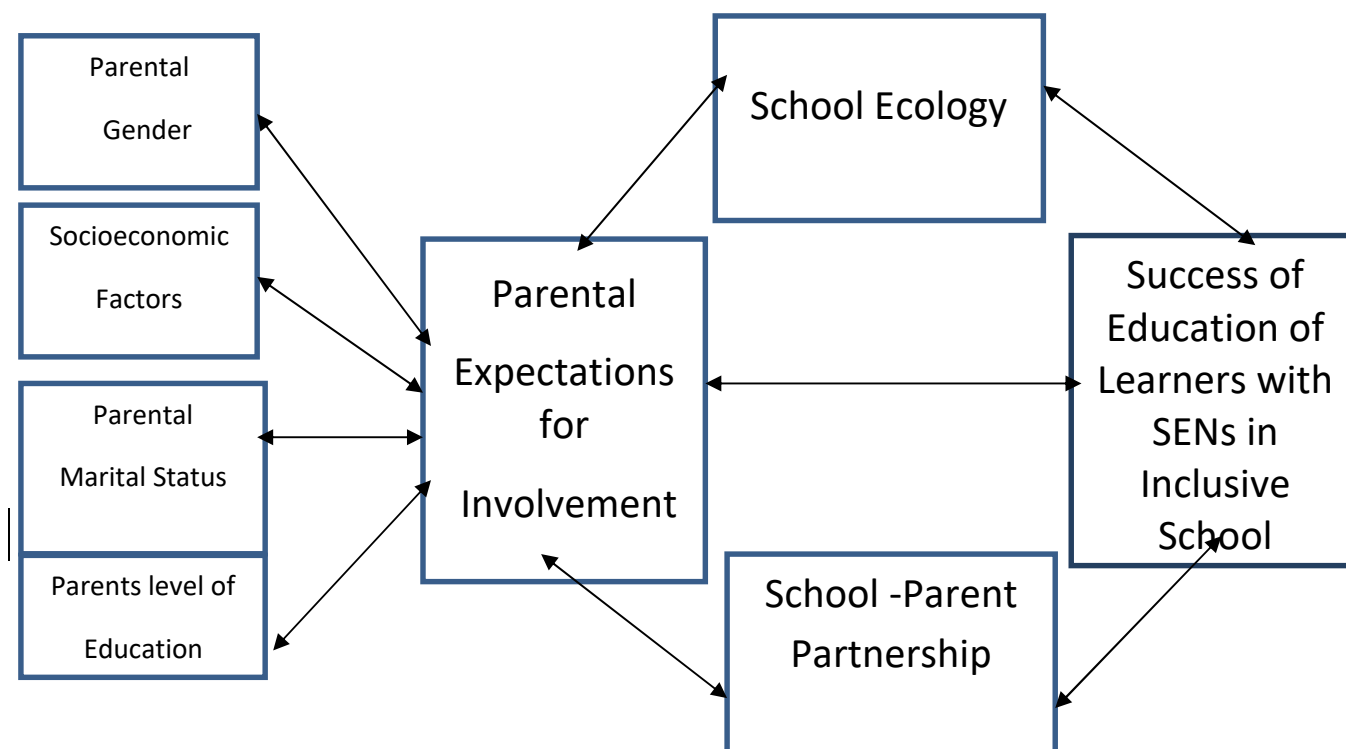 Parental
Gender
Socioeconomic
Factors
Parental
Marital Status
Parents level of
Education
Parental
Expectations
for
Involvement
School Ecology
School -Parent
Partnership
Success of
Education of
Learners with
SENs in
Inclusive
School